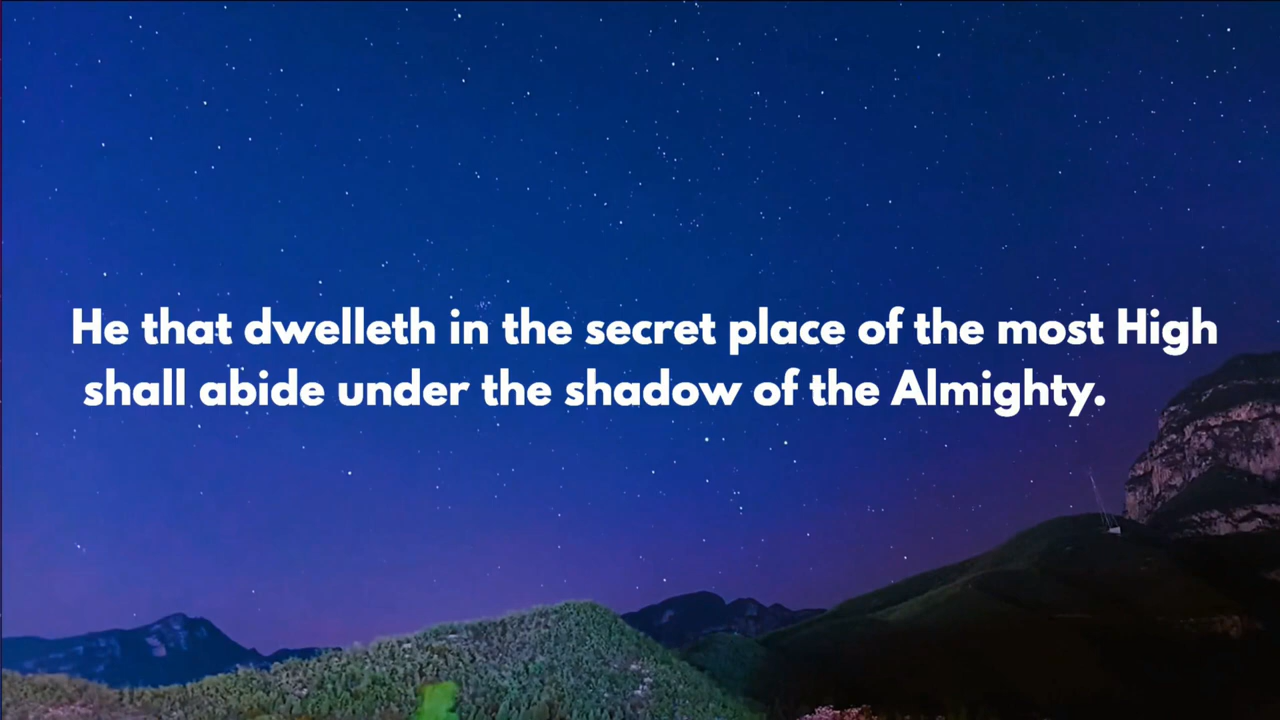 He that dwelleth in the secret place of the most High
shall abide under the shadow of the Almighty.